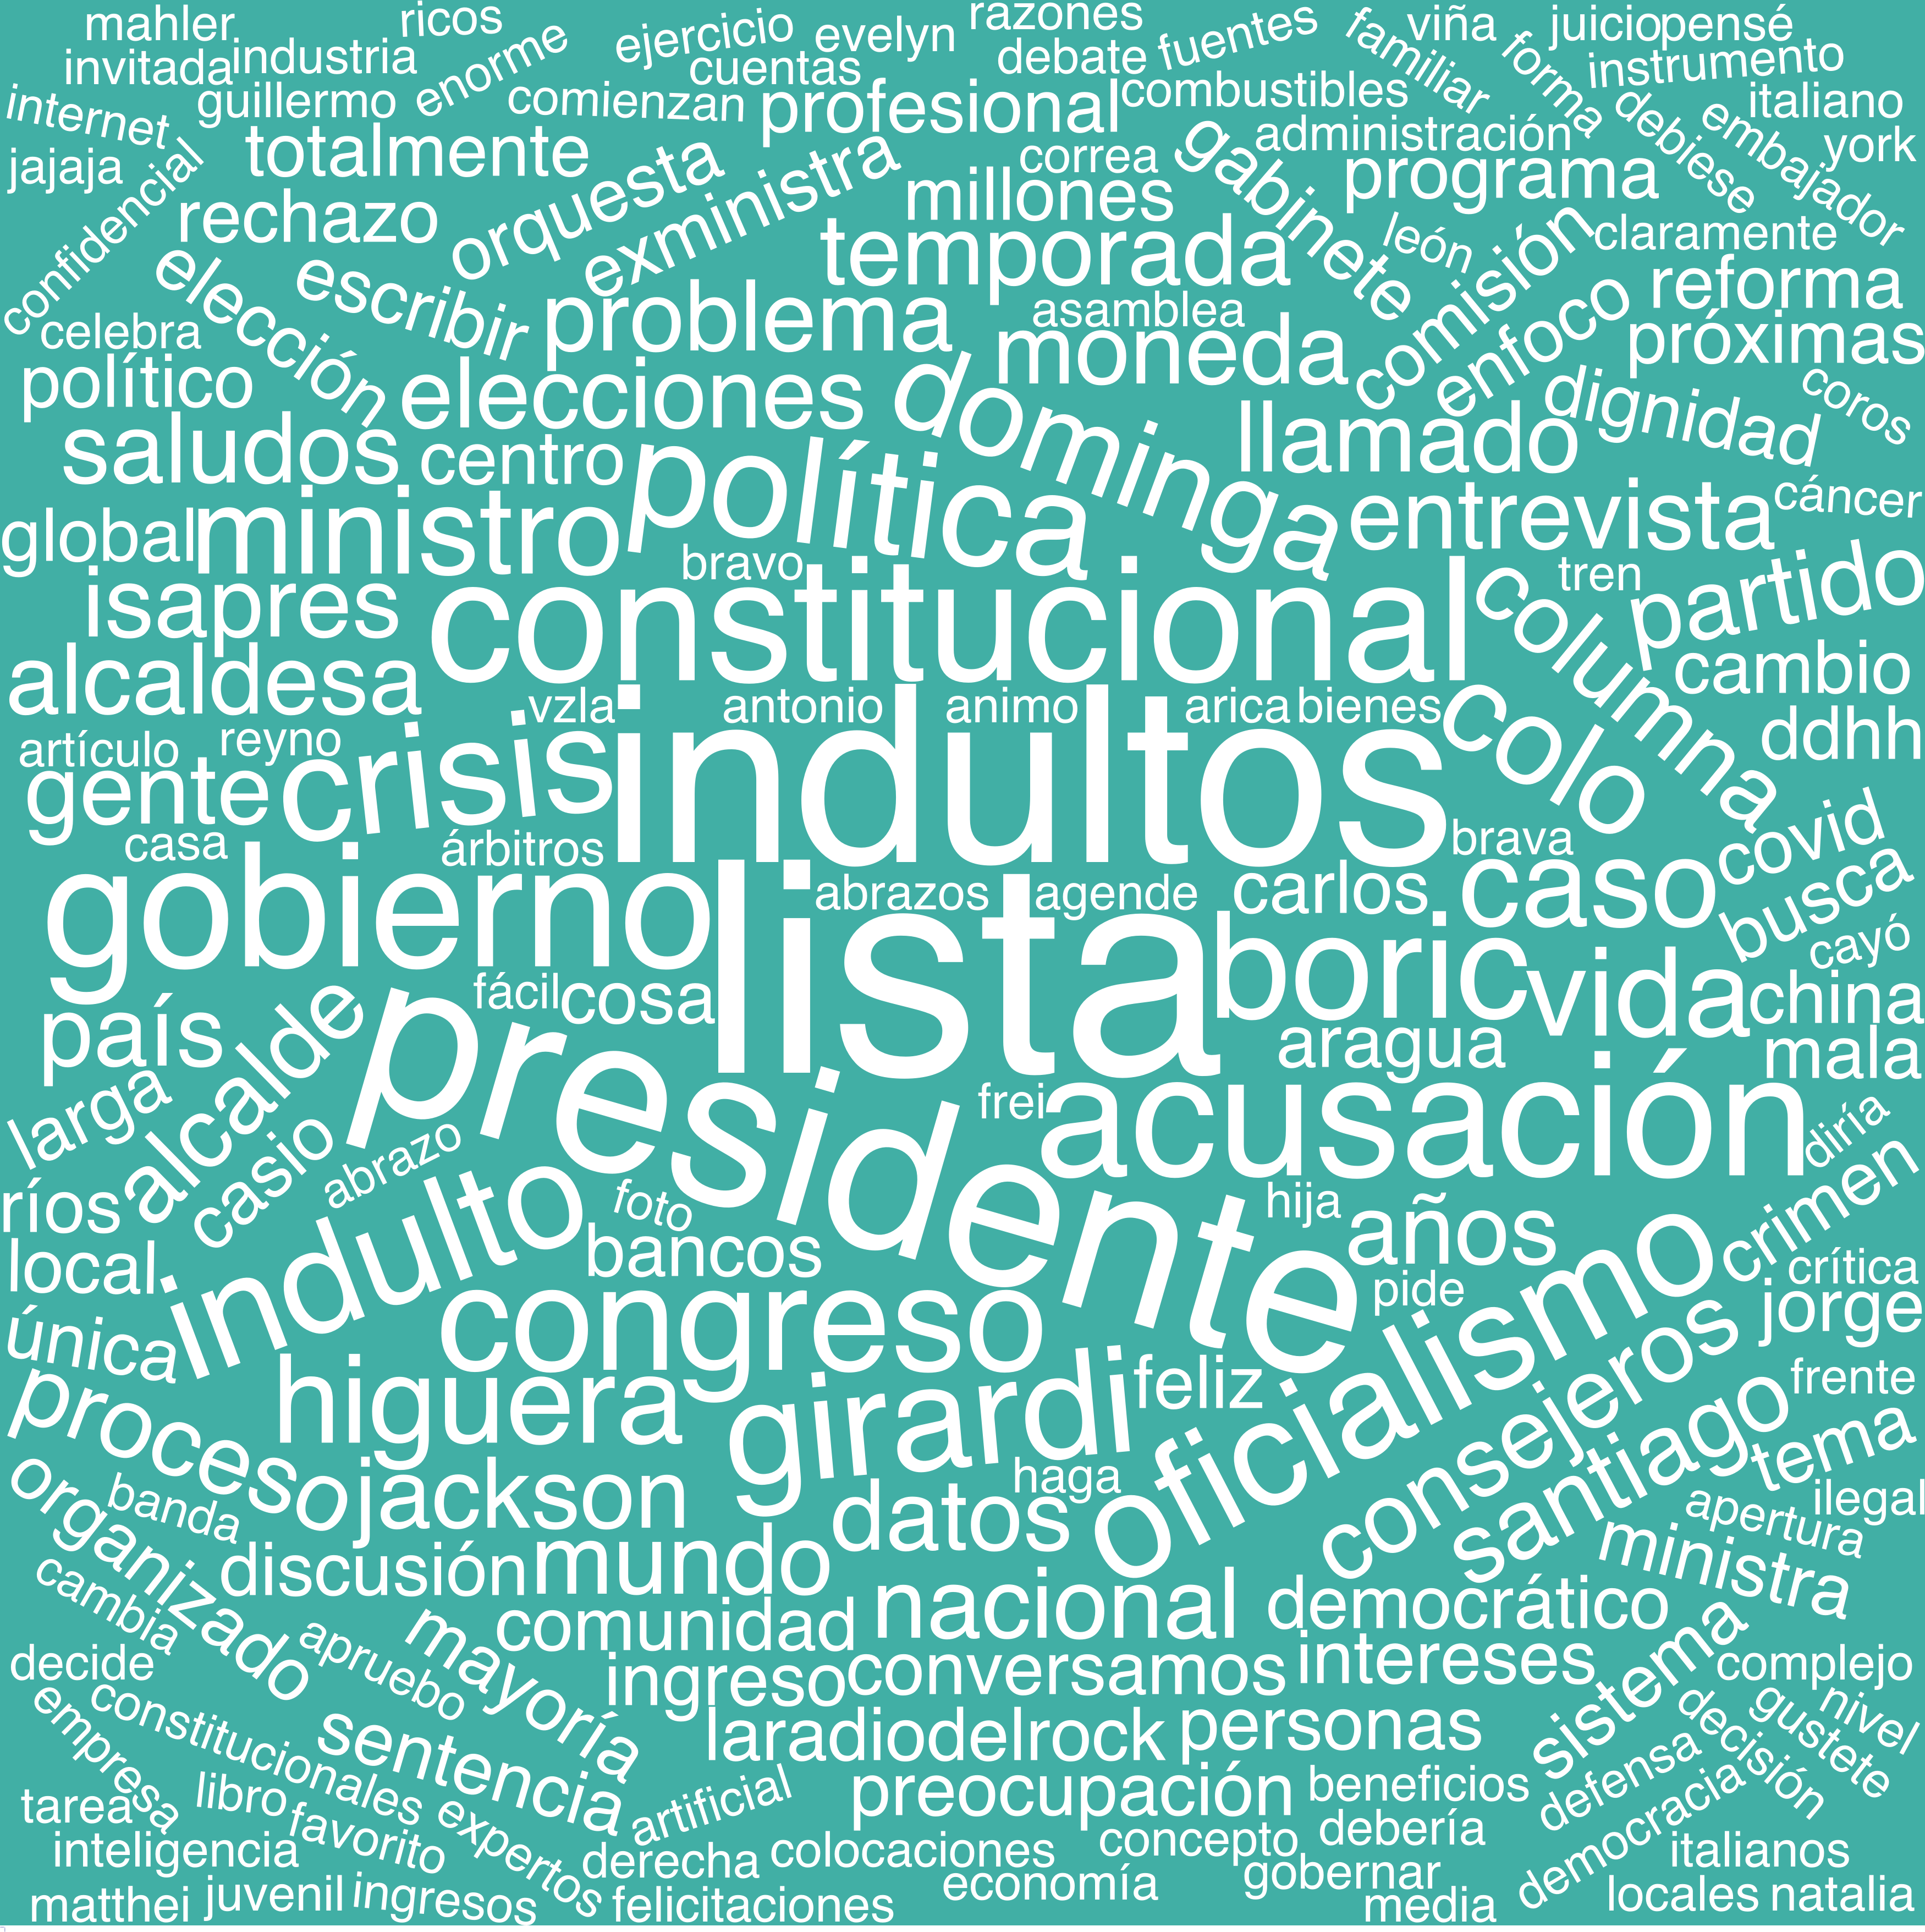 mahler
ricos
ejercicio
evelyn
razones
fuentes
familiar
viña
juicio
pensé
invitada
industria
enorme
cuentas
debate
forma
instrumento
internet
guillermo
comienzan
profesional
combustibles
debiese
embajador
italiano
jajaja
totalmente
orquesta
exministra
correa
gabinete
administración
programa
york
confidencial
rechazo
millones
león
comisión
claramente
elección
escribir
problema
temporada
asamblea
moneda
enfoco
reforma
celebra
próximas
político
elecciones
dominga
llamado
dignidad
coros
saludos
centro
política
entrevista
cáncer
global
ministro
bravo
tren
partido
isapres
constitucional
columna
alcaldesa
cambio
vzla
antonio
animo
arica
bienes
colo
ddhh
artículo
reyno
gente
crisis
indultos
casa
árbitros
brava
covid
gobierno
lista
abrazos
agende
carlos
caso
busca
cayó
país
alcalde
fácil
cosa
presidente
boric
vida
china
aragua
mala
larga
frei
acusación
diría
ríos
casio
abrazo
indulto
foto
hija
años
crimen
local
bancos
pide
crítica
única
congreso
oficialismo
jorge
proceso
higuera
girardi
feliz
consejeros
frente
organizado
banda
jackson
datos
haga
santiago
tema
apertura
ilegal
cambia
discusión
mundo
nacional
democrático
ministra
decide
apruebo
mayoría
comunidad
ingreso
conversamos
intereses
sistema
complejo
empresa
constitucionales
sentencia
laradiodelrock
personas
decisión
gustete
nivel
tarea
libro
favorito
expertos
artificial
preocupación
beneficios
defensa
democracia
inteligencia
derecha
colocaciones
concepto
debería
italianos
matthei
juvenil
ingresos
felicitaciones
economía
gobernar
media
locales
natalia